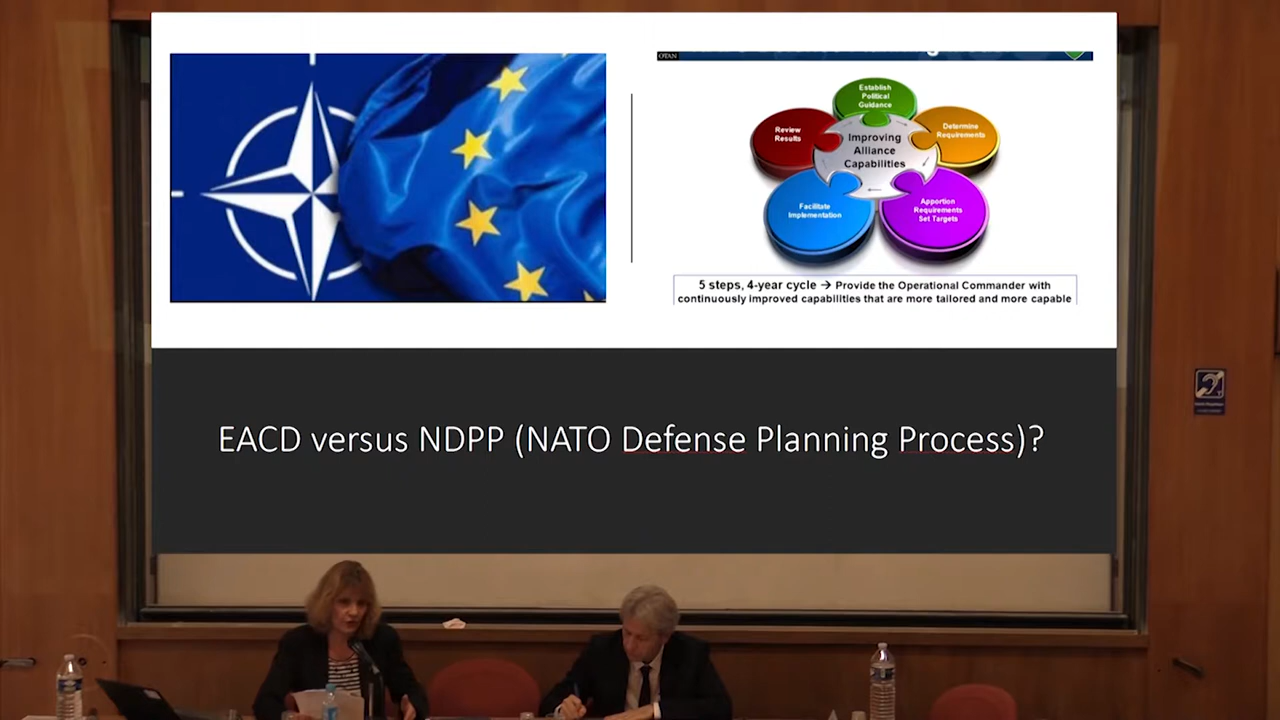 OTAN
Establish
Political
Guidance
Review
Results
Improving
Alliance
Capabilities
Determine
Requirements
Facilitate
Implementation
Apportion
Requirements
Set Targets
5 steps, 4-year cycle → Provide the Operational Commander with
continuously improved capabilities that are more tailored and more capable
EACD versus NDPP (NATO Defense Planning Process)?